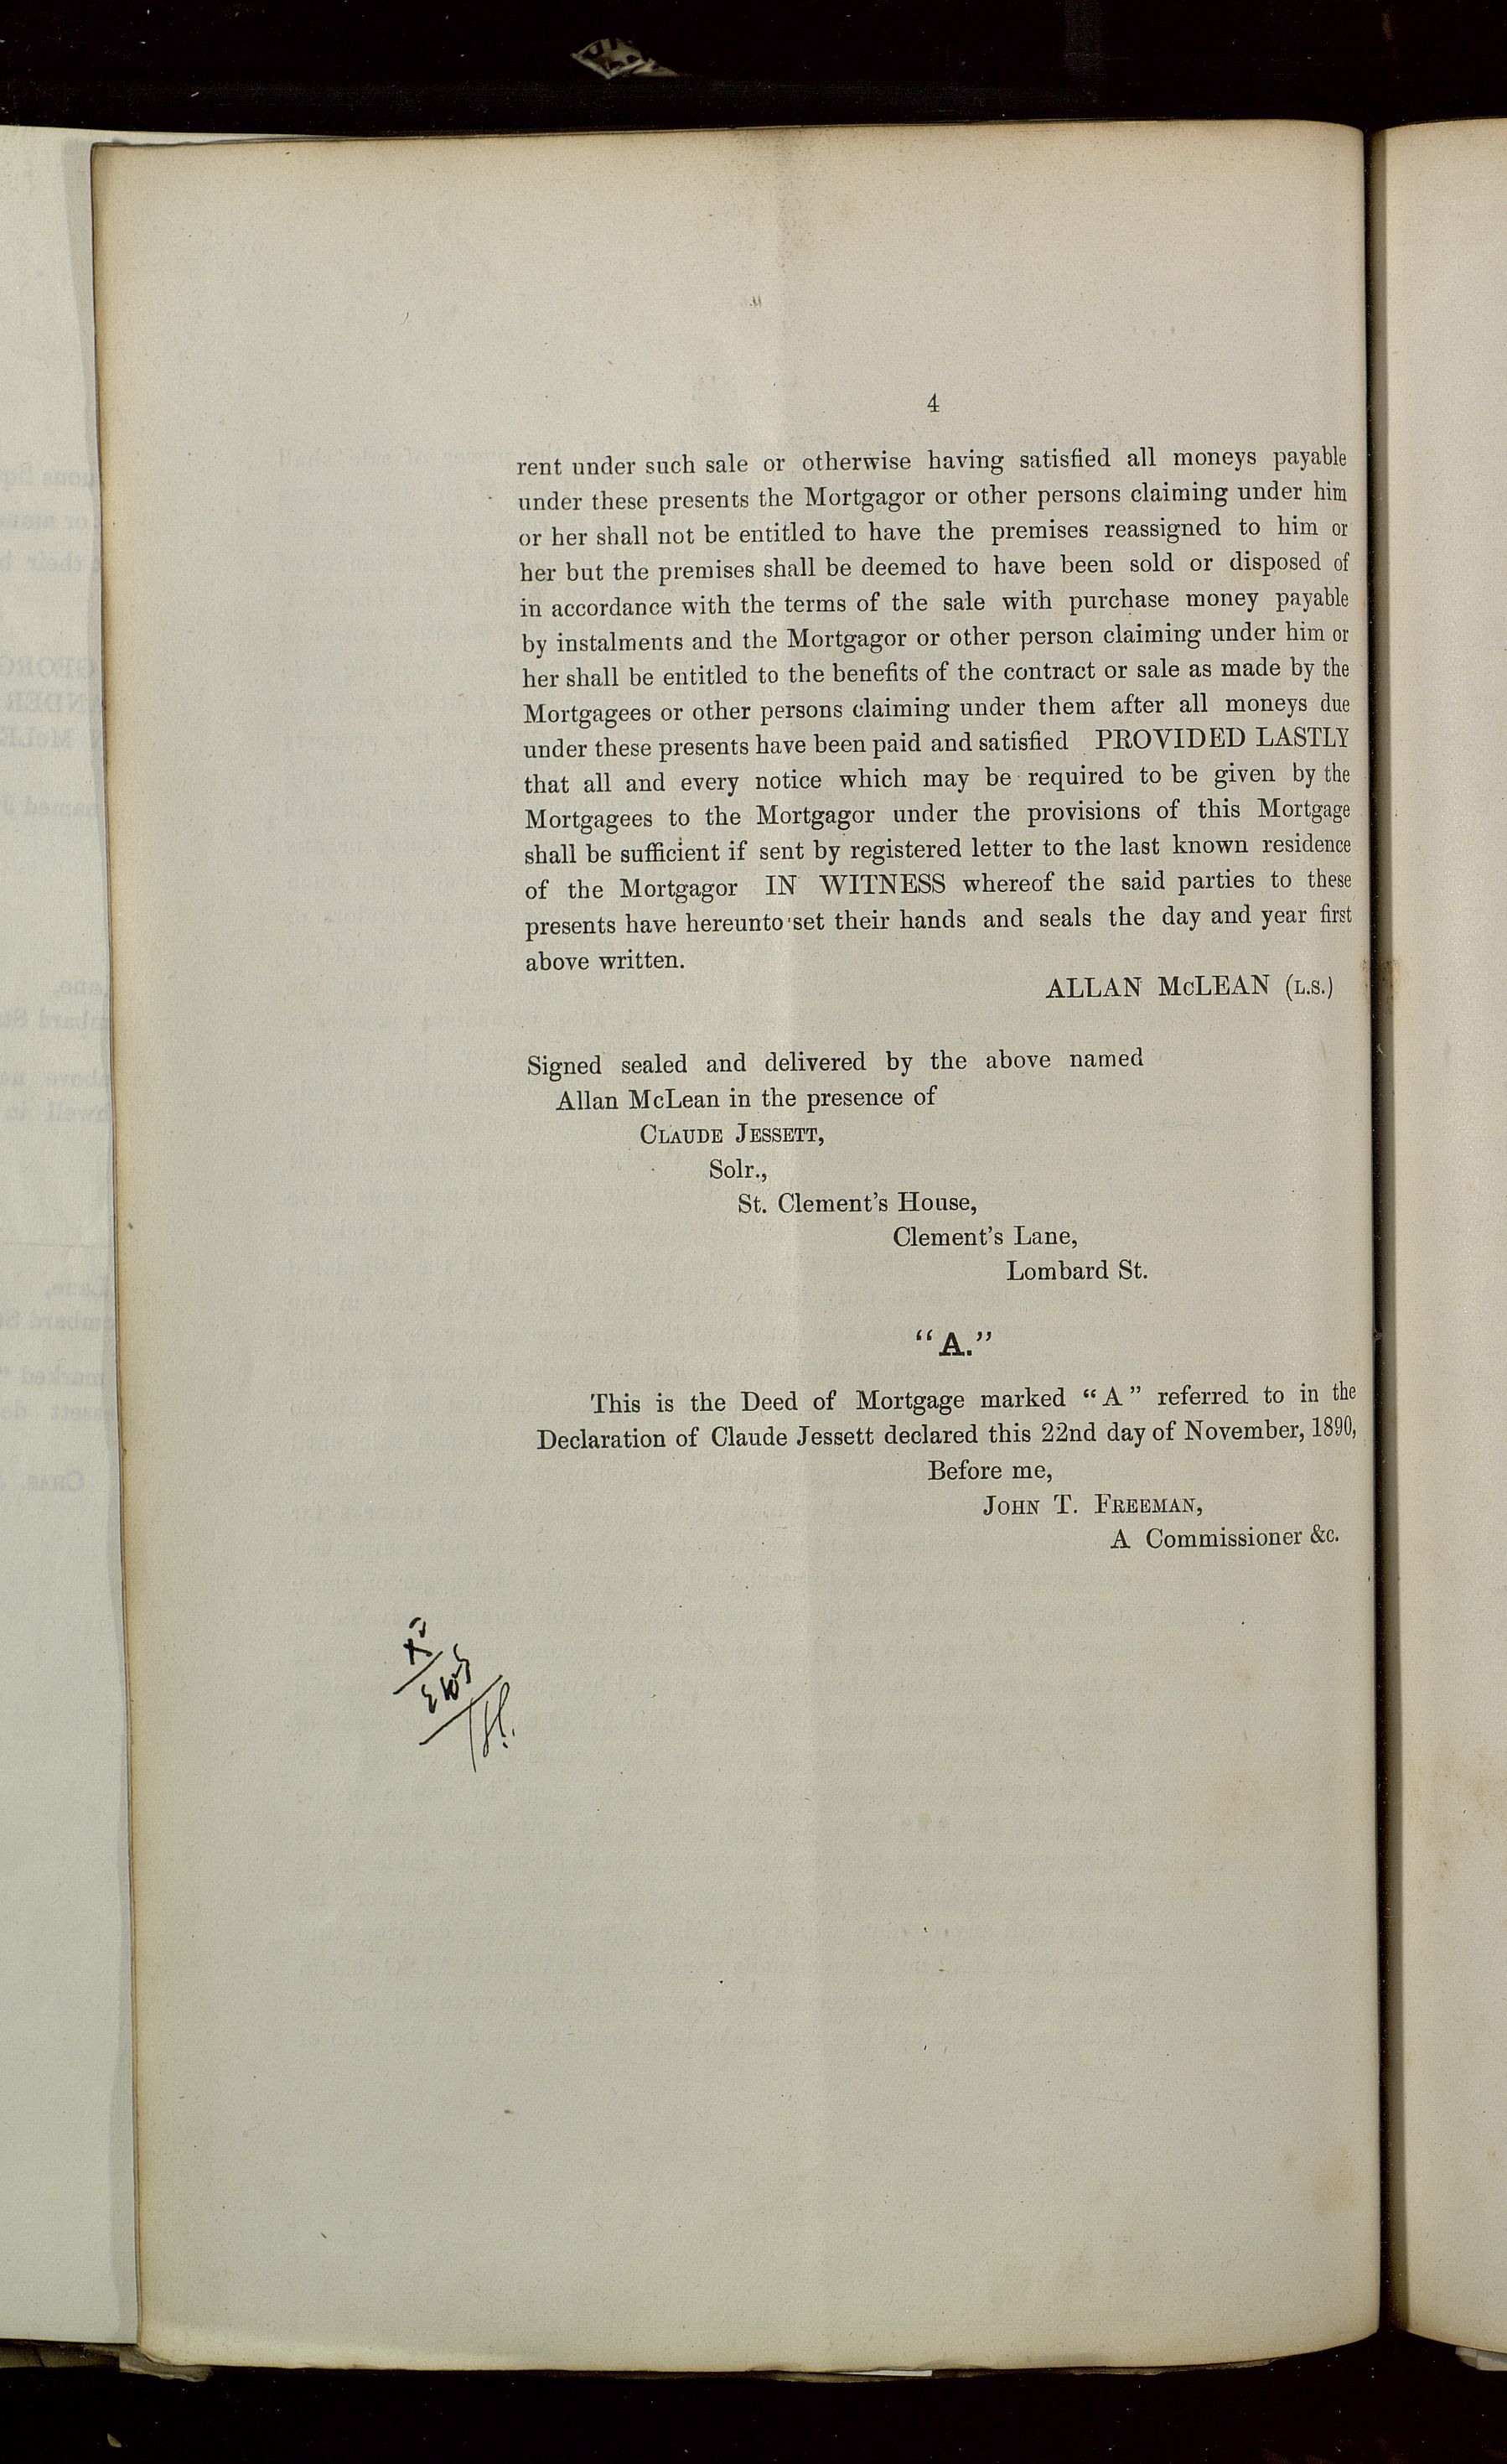 4
rent under such sale or otherwise having satisfied all moneys payable
under these presents the Mortgagor or other persons claiming under him
or her shall not be entitled to have the premises reassigned to him or
her but the premises shall be deemed to have been sold or disposed of
in accordance with the terms of the sale with purchase money payable
by instalments and the Mortgagor or other person claiming under him or
her shall be entitled to the benefits of the contract or sale as made by the
Mortgagees or other persons claiming under them after all moneys due
under these presents have been paid and satisfied PROVIDED LASTLY
that all and every notice which may be required to be given by the
Mortgagees to the Mortgagor under the provisions of this Mortgage
shall be sufficient if sent by registered letter to the last known residence
of the Mortgagor IN WITNESS whereof the said parties to these
presents have hereunto set their hands and seals the day and year first
above written.
ALLAN McLEAN (L.S.)
Signed sealed and delivered by the above named
Allan McLean in the presence of
CLAUDE JESSETT,
Solr.,
St. Clement's House,
Clement's Lane,
Lombard St.
"A."
This is the Deed of Mortgage marked "A" referred to in the
Declaration of Claude Jessett declared this 22nd day of November, 1890,
Before me,
JOHN T. FREEMAN,
A Commissioner &c.